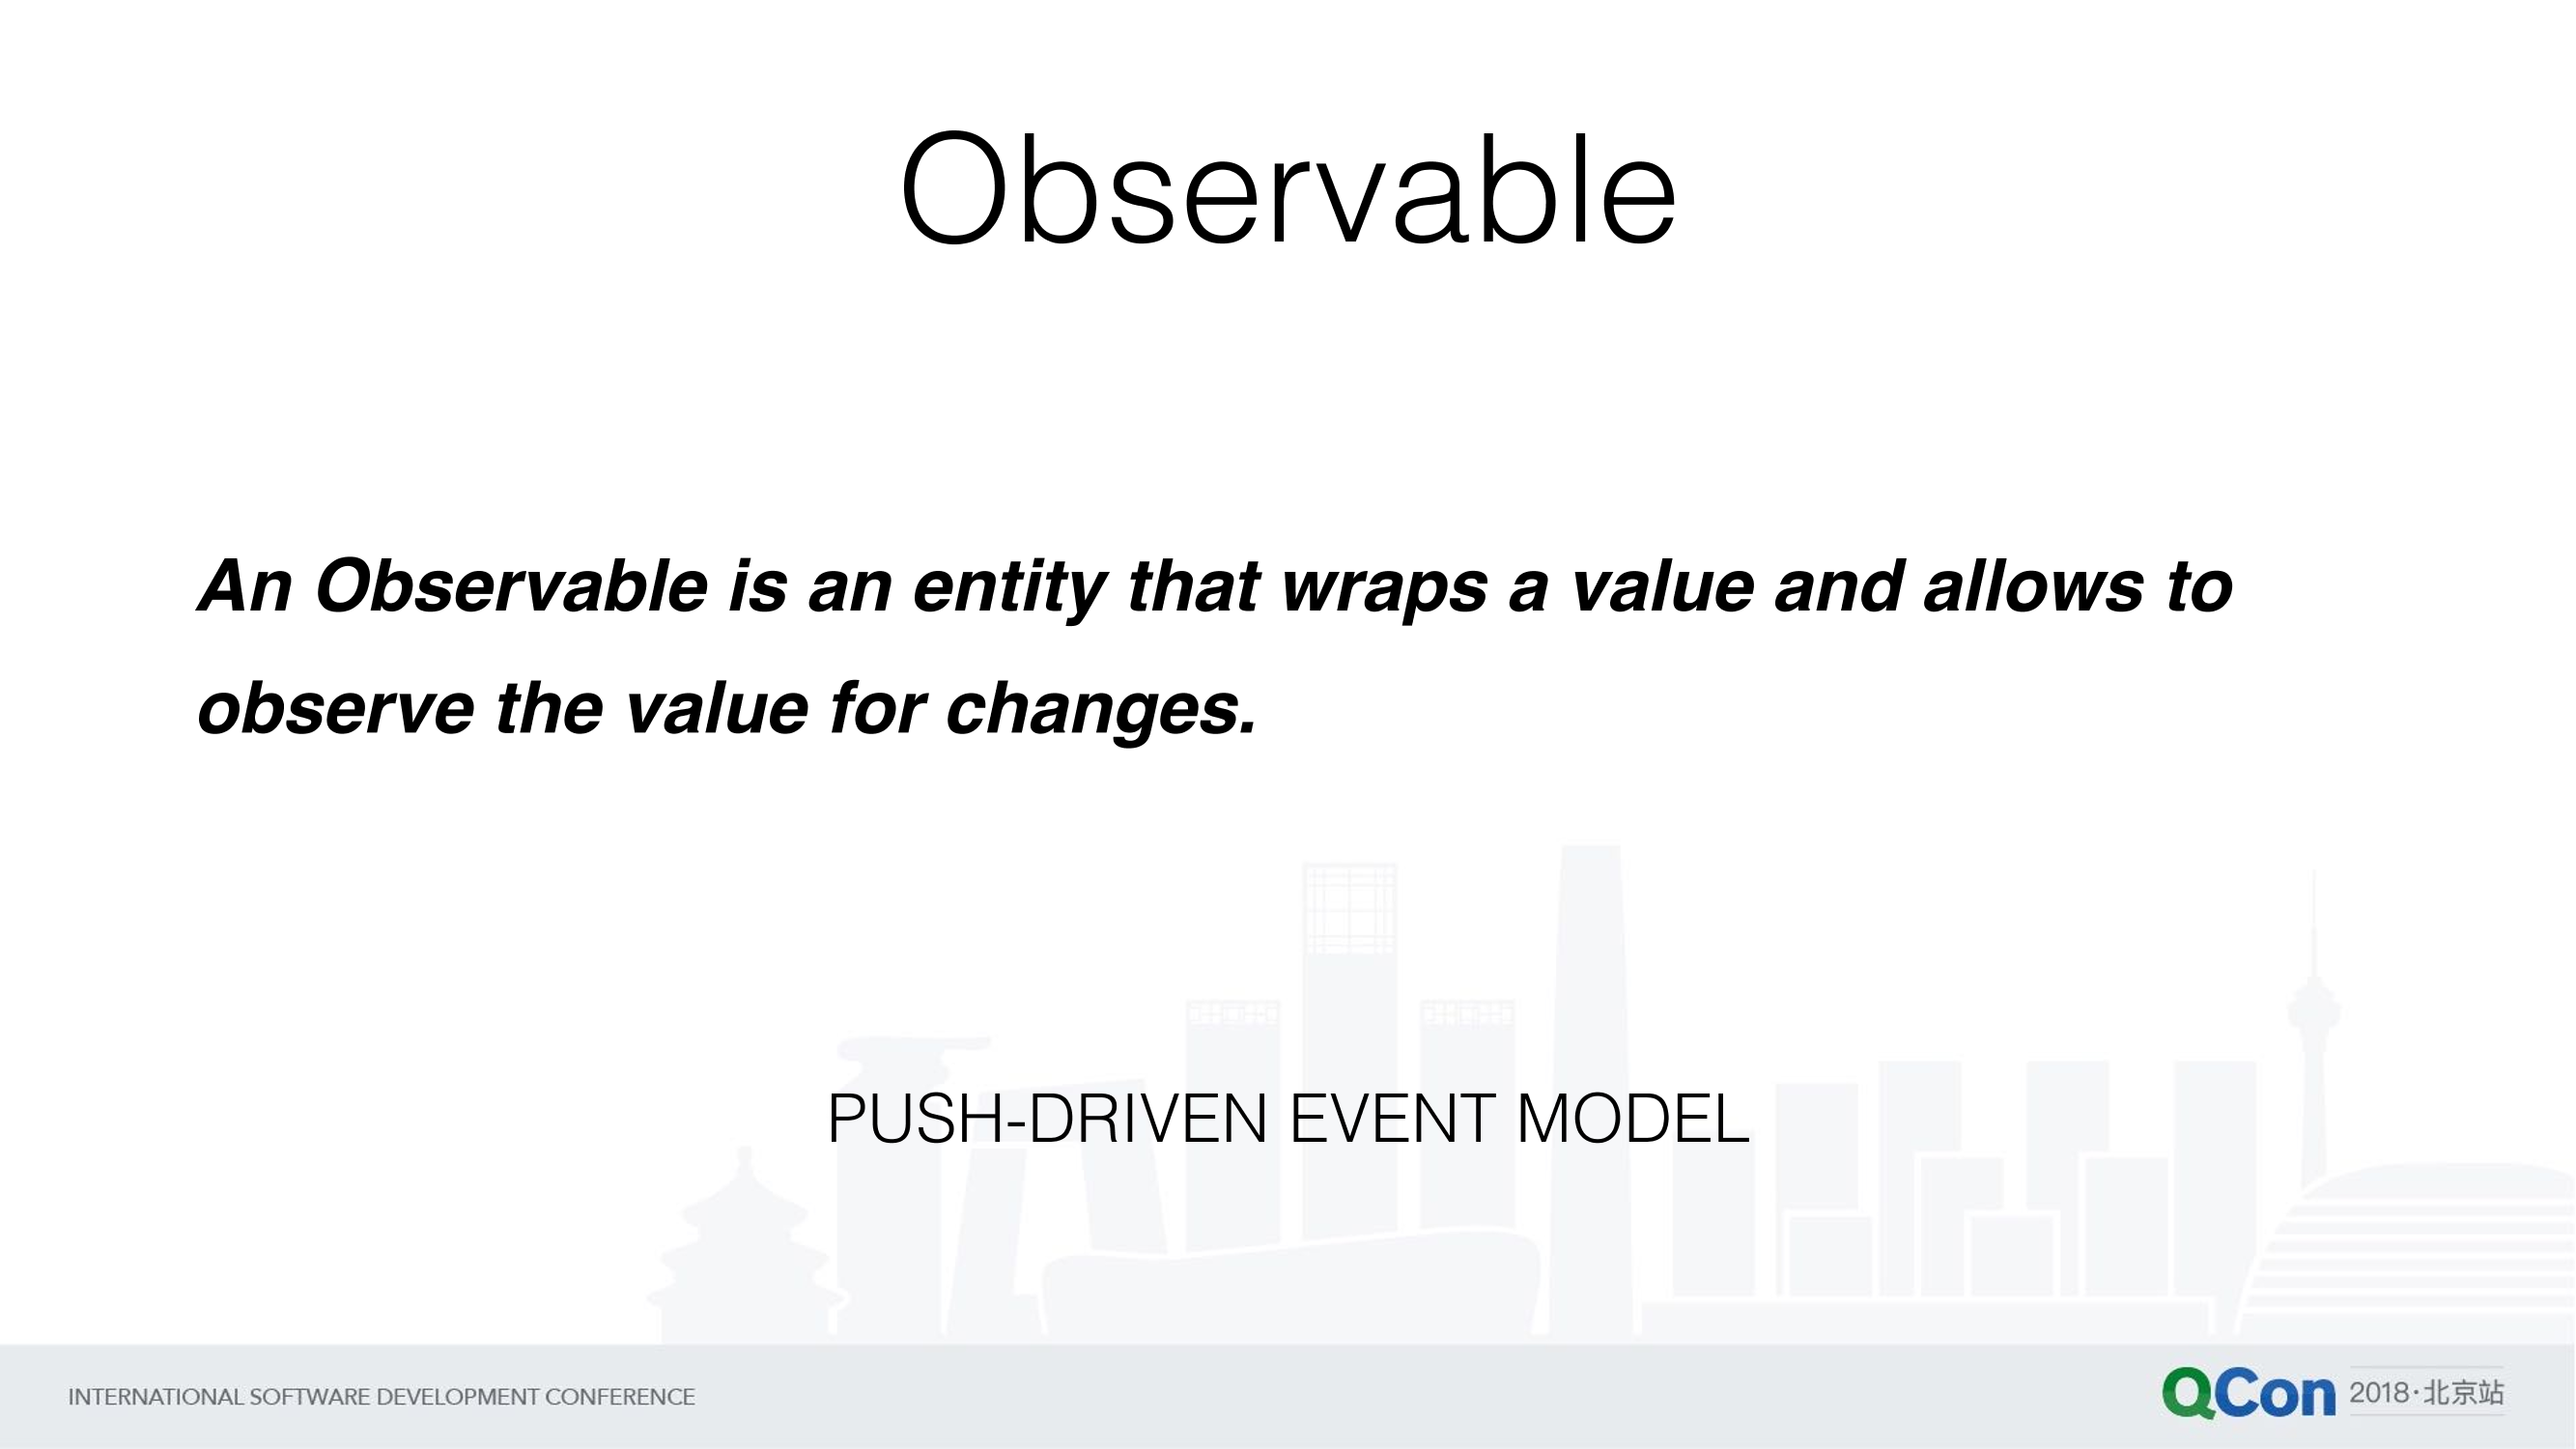 Observable
An Observable is an entity that wraps a value and allows to
observe the value for changes.
PUSH-DRIVEN EVENT MODEL
INTERNATIONAL SOFTWARE DEVELOPMENT CONFERENCE
QCon 2018·北京站